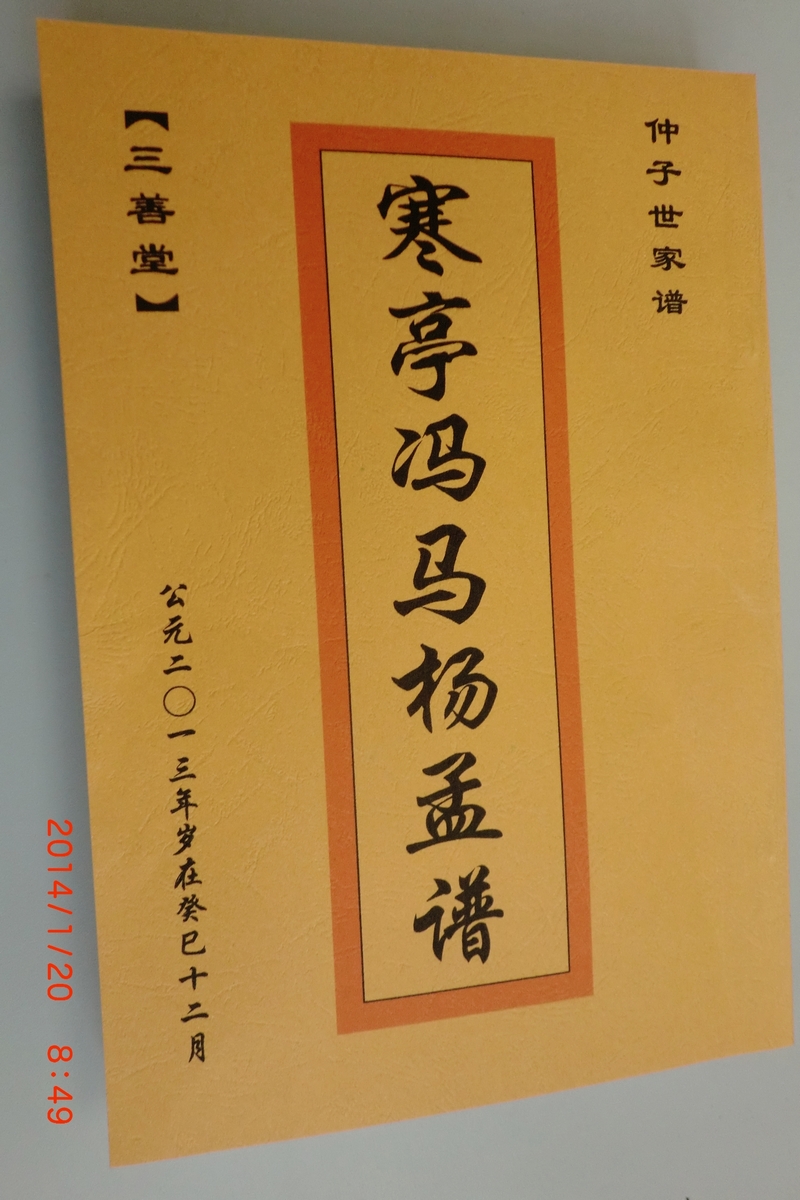 仲子世家谱
寒亭冯马杨孟谱
【三善堂】
公元二〇一三年岁在癸巳十二月
2014/1/20 8:49